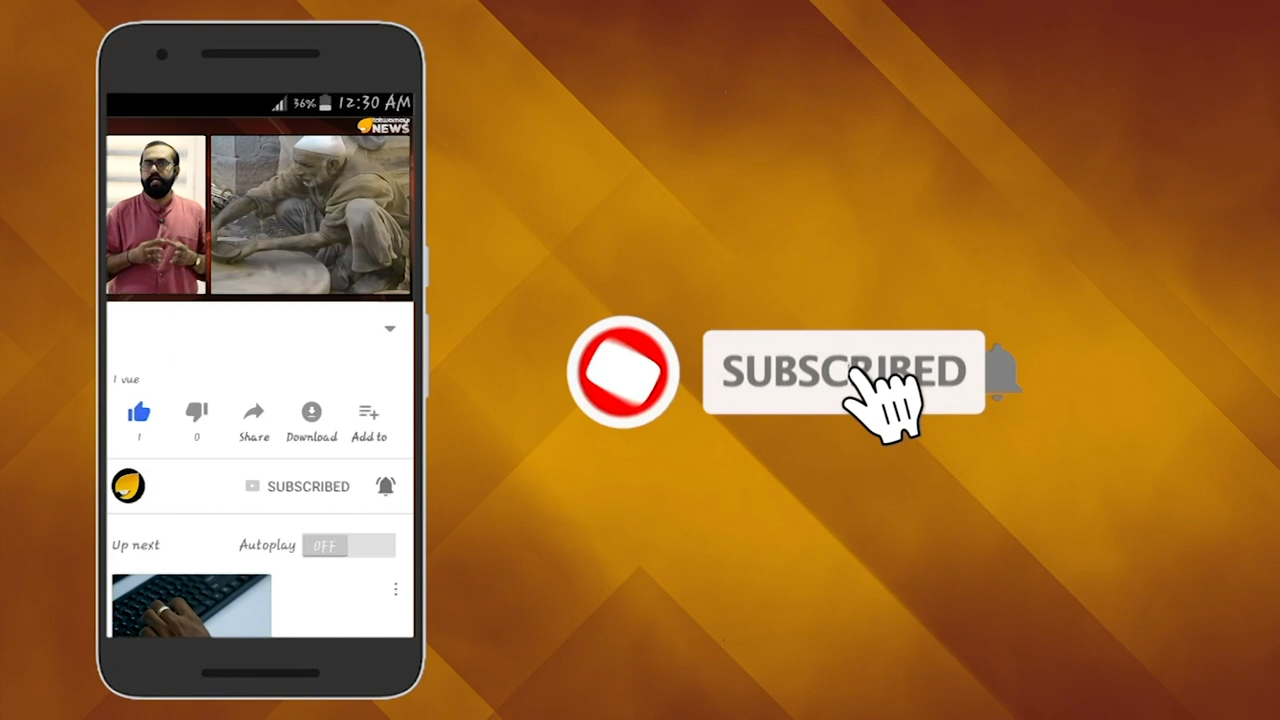 36% 12:30 AM
NEWS
1 vue
1
0
Share
Download
Add to
SUBSCRIBED
Up next
Autoplay
OFF
SUBSCRIBED